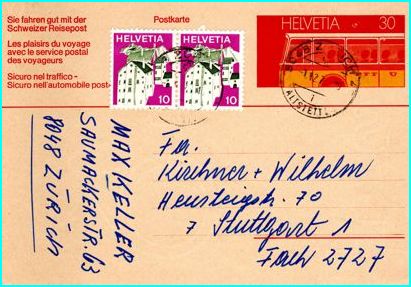 Sie fahren gut mit der
Schweizer Reisepost
Les plaisirs du voyage
avec le service postal
des voyageurs
Sicuro nel traffico -
Sicuro nell'automobile post
Postkarte
HELVETIA
10
HELVETIA
10
HELVETIA 30
ALTSTETT
MAX KELLER
SAUMACKERSTR. 63
8048 ZÜRICH
Fa.
Kirchner + Wilhelm
Heusteigstr. 70
7 Stuttgart 1
Fach 2727